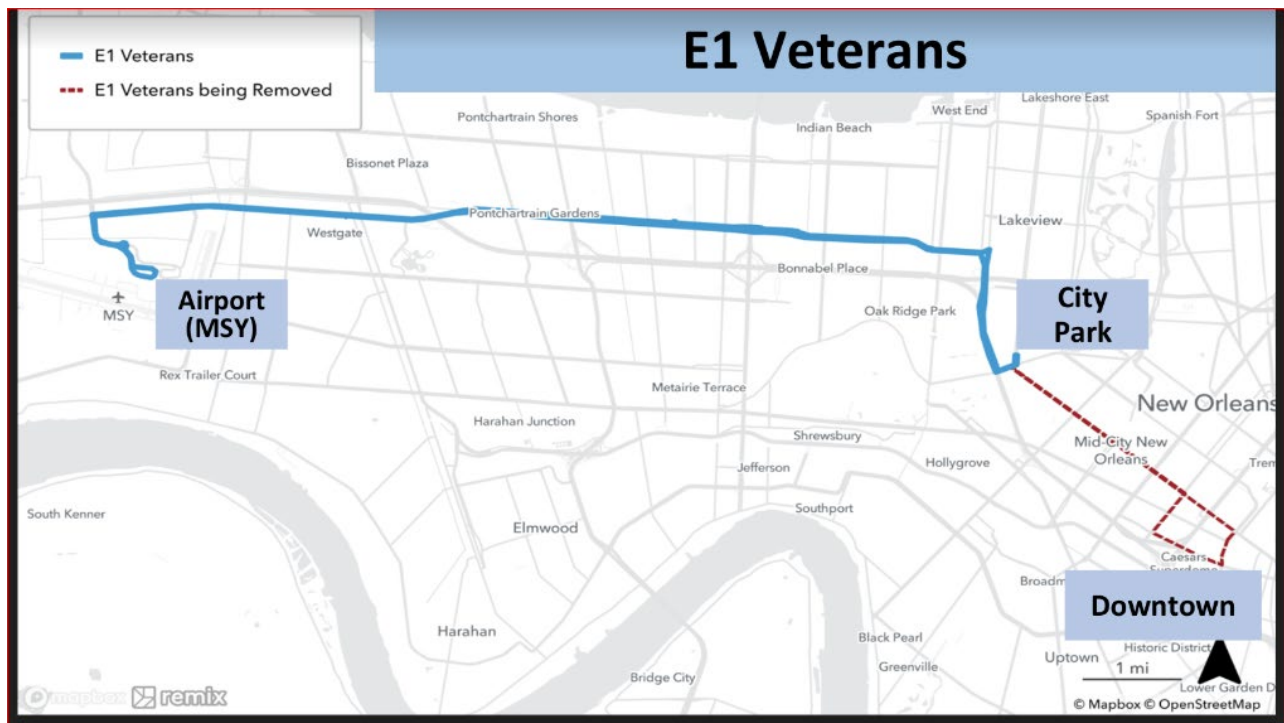 E1 Veterans
E1 Veterans being Removed
E1 Veterans
Lakeshore East
West End
Spanish Fort
Pontchartrain Shores
Indian Beach
Bissonet Plaza
Pontchartrain Gardens
Lakeview
Westgate
Bonnabel Place
Airport
(MSY)
MSY
City
Park
Oak Ridge Park
Rex Trailer Court
Metairie Terrace
New Orleans
Harahan Junction
Shrewsbury
Mid-City New
Orleans
Hollygrove
Jefferson
Southport
South Kenner
Elmwood
Caesars
Downtown
Harahan
Black Pearl
Greenville
Uptown
Historic District
1 mi
Bridge City
mapbox remix
© Mapbox © OpenStreetMap